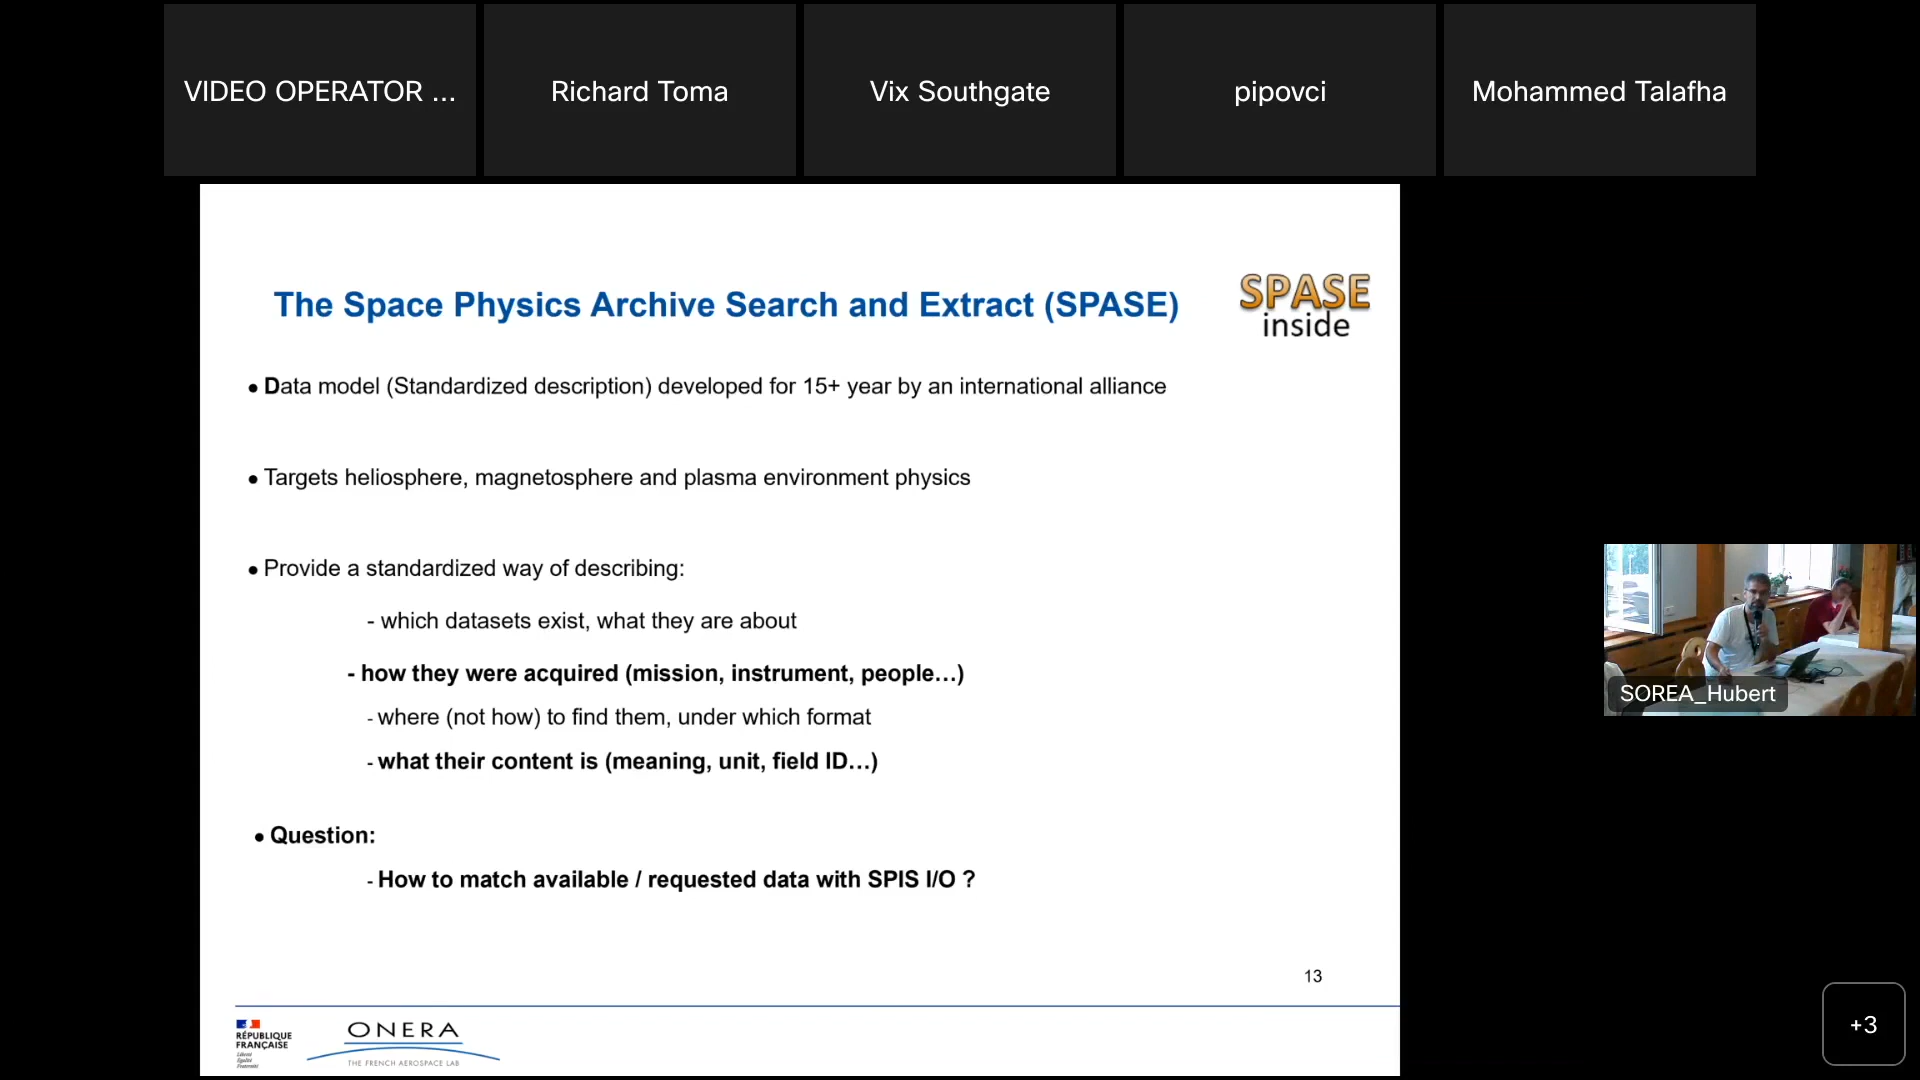 VIDEO OPERATOR ...
Richard Toma
Vix Southgate
pipovci
Mohammed Talafha
The Space Physics Archive Search and Extract (SPASE)
SPASE
inside
● Data model (Standardized description) developed for 15+ year by an international alliance
● Targets heliosphere, magnetosphere and plasma environment physics
● Provide a standardized way of describing:
- which datasets exist, what they are about
- how they were acquired (mission, instrument, people…)
- where (not how) to find them, under which format
- what their content is (meaning, unit, field ID…)
● Question:
- How to match available / requested data with SPIS I/O ?
13
RÉPUBLIQUE
FRANÇAISE
Liberté
Égalité
Fraternité
ONERA
THE FRENCH AEROSPACE LAB
SOREA_Hubert
+3